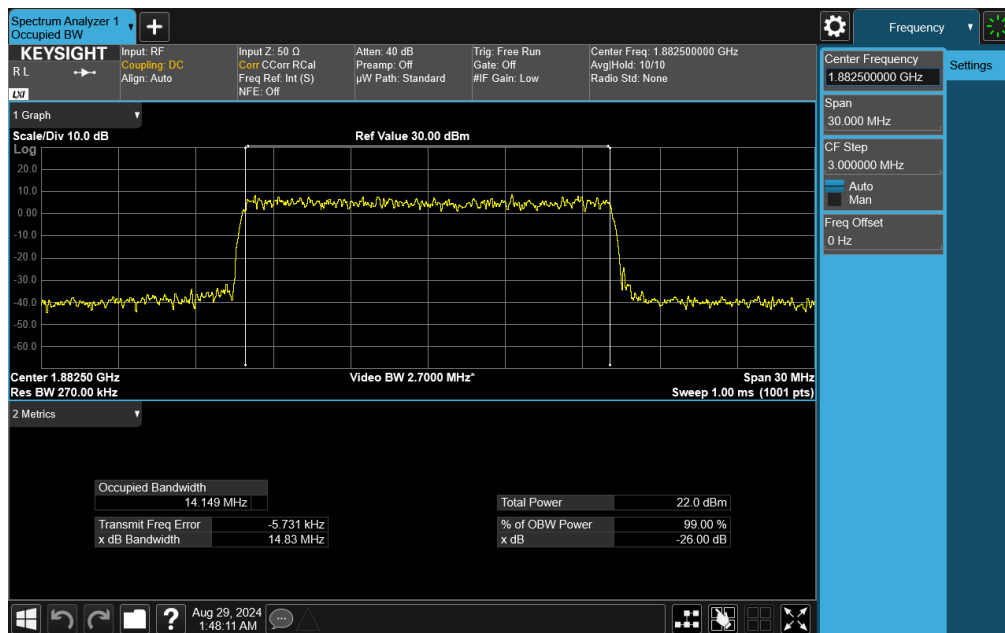 Spectrum Analyzer 1
Occupied BW
Frequency
KEYSIGHT
R L
LXI
Input: RF
Coupling: DC
Align: Auto
Input Z: 50 Ω
Corr CCorr RCal
Freq Ref: Int (S)
NFE: Off
Atten: 40 dB
Preamp: Off
µW Path: Standard
Trig: Free Run
Gate: Off
#IF Gain: Low
Center Freq: 1.882500000 GHz
Avg|Hold: 10/10
Radio Std: None
Center Frequency
1.882500000 GHz
Settings
Span
30.000 MHz
CF Step
3.000000 MHz
Auto
Man
Freq Offset
0 Hz
1 Graph
Scale/Div 10.0 dB
Ref Value 30.00 dBm
Log
20.0
10.0
0.00
-10.0
-20.0
-30.0
-40.0
-50.0
-60.0
Center 1.88250 GHz
Video BW 2.7000 MHz*
Span 30 MHz
Res BW 270.00 kHz
Sweep 1.00 ms (1001 pts)
2 Metrics
Occupied Bandwidth
14.149 MHz
Total Power 22.0 dBm
Transmit Freq Error -5.731 kHz
% of OBW Power 99.00 %
x dB Bandwidth 14.83 MHz
x dB -26.00 dB
Aug 29, 2024
1:48:11 AM